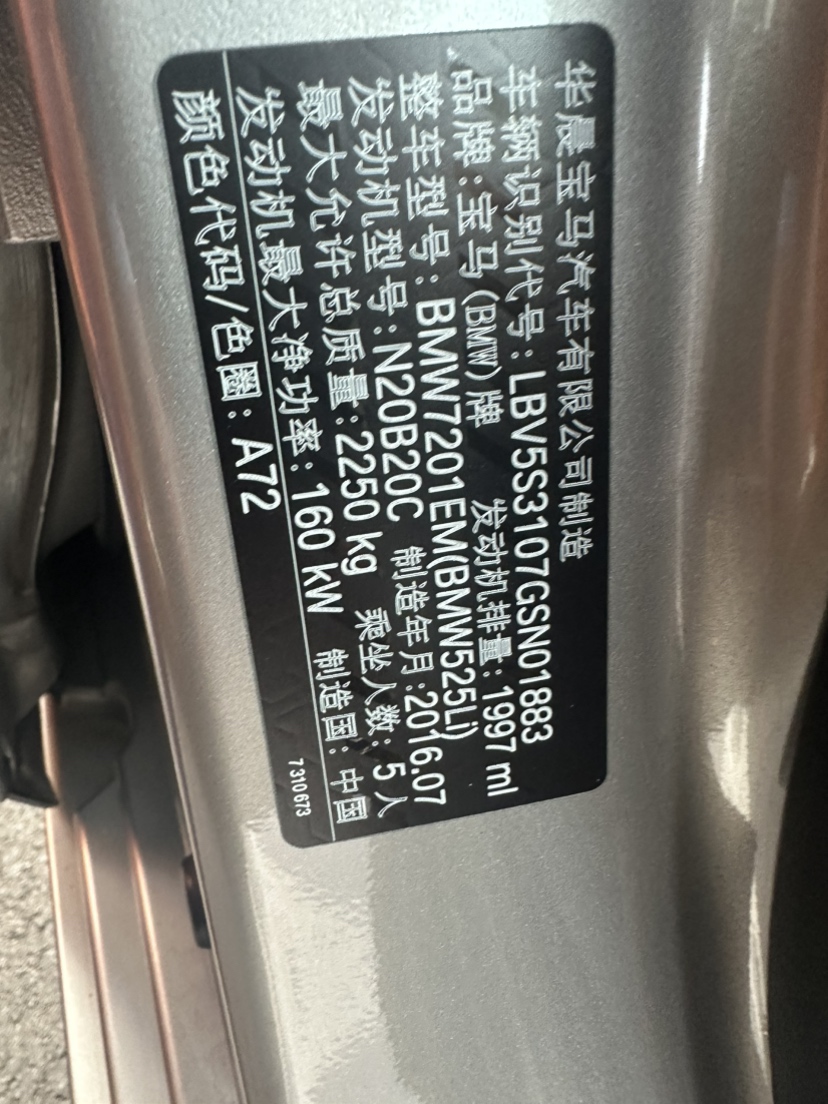 华晨宝马汽车有限公司制造
车辆识别代号:LBV5S3107GSN01883
品牌:宝马(BMW)牌 发动机排量:1997 ml
整车型号:BMW7201EM(BMW525Li)
发动机型号:N20B20C 制造年月:2016.07
最大允许总质量:2250 kg 乘坐人数:5人
发动机最大净功率:160 kW 制造国:中国
颜色代码/色圈:A72 7 310 673